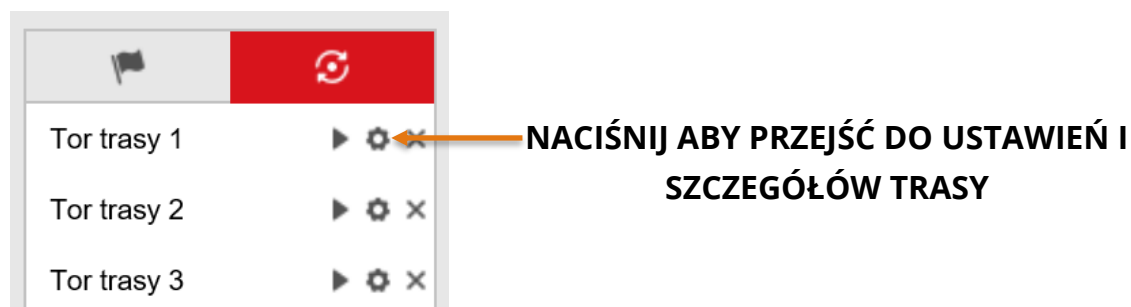 Tor trasy 1
NACIŚNIJ ABY PRZEJŚĆ DO USTAWIEŃ I
SZCZEGÓŁÓW TRASY
Tor trasy 2
Tor trasy 3